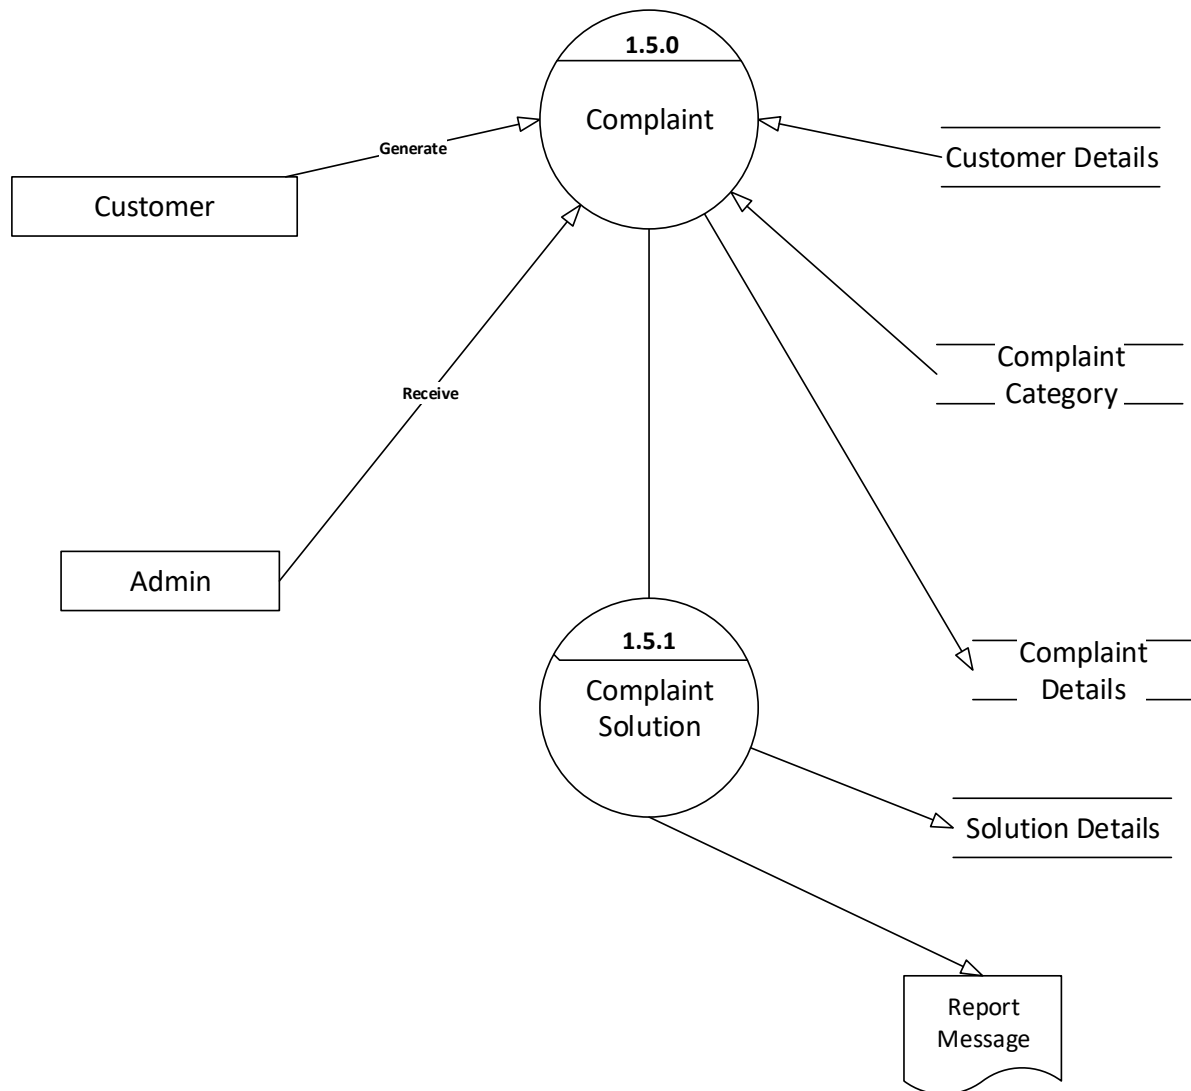 1.5.0
Complaint
Generate
Customer Details
Customer
Complaint
Category
Receive
Admin
1.5.1
Complaint
Solution
Complaint
Details
Solution Details
Report
Message